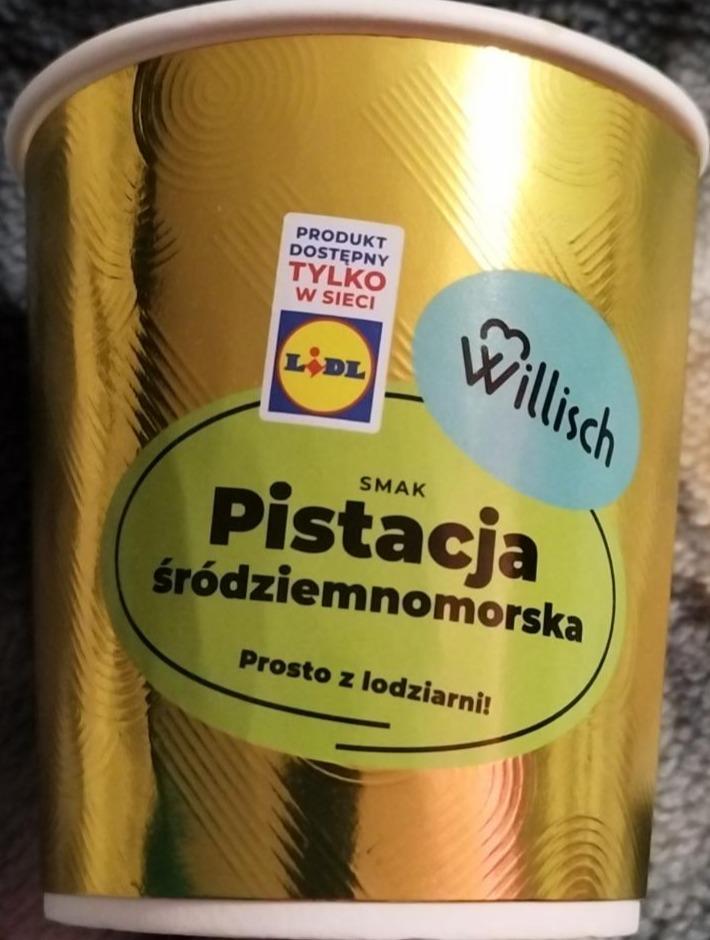 PRODUKT
DOSTĘPNY
TYLKO
W SIECI
LIDL
Willisch
SMAK
Pistacja
śródziemnomorska
Prosto z lodziarni!